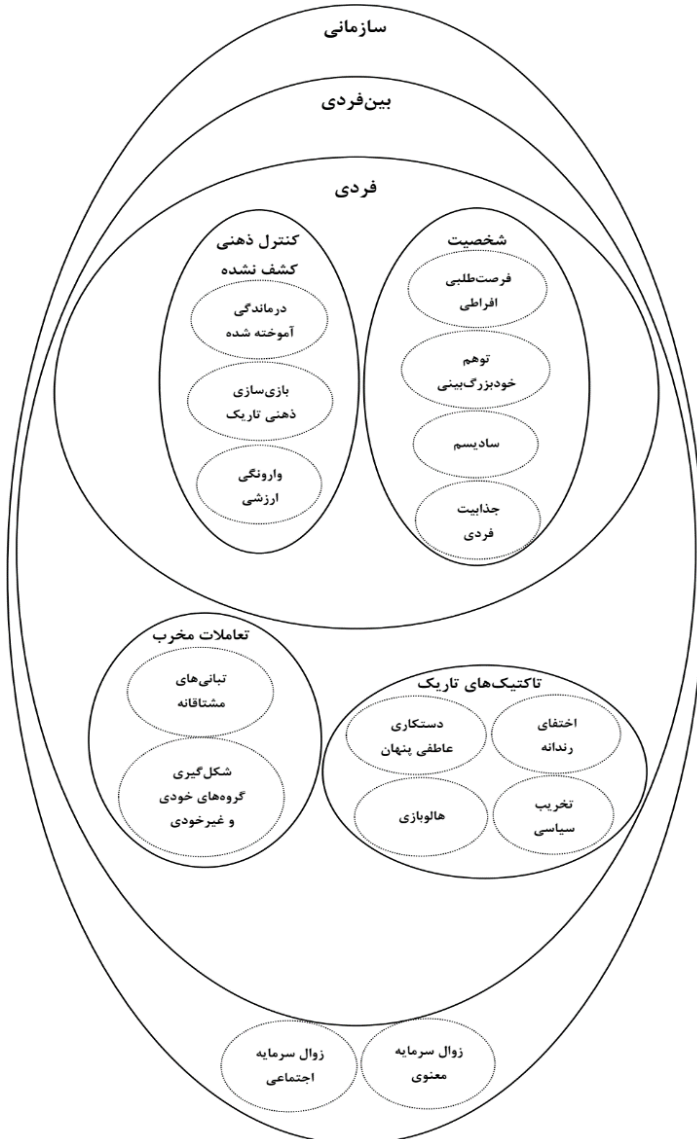 سازمانی
بین‌فردی
فردی
شخصیت
فرصت‌طلبی
افراطی
توهم
خودبزرگ‌بینی
سادیسم
جذابیت
فردی
کنترل ذهنی
کشف نشده
درماندگی
آموخته شده
بازی‌سازی
ذهنی تاریک
وارونگی
ارزشی
تعاملات مخرب
تبانی‌های
مشتاقانه
شکل‌گیری
گروه‌های خودی
و غیرخودی
تاکتیک‌های تاریک
اختفای
رندانه
دستکاری
عاطفی پنهان
تخریب
سیاسی
هالوبازی
زوال سرمایه
معنوی
زوال سرمایه
اجتماعی